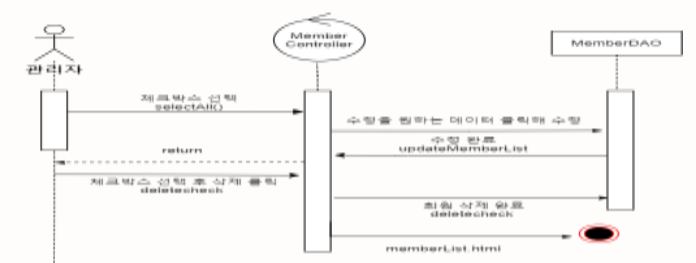 Member
Controller
MemberDAO
관리자
체크박스 선택
selectAll()
수정을 원하는 데이터 클릭해 수정
수정 완료
updateMemberList
return
체크박스 선택 후 삭제 클릭
deletecheck
회원 삭제 완료
deletecheck
memberList.html